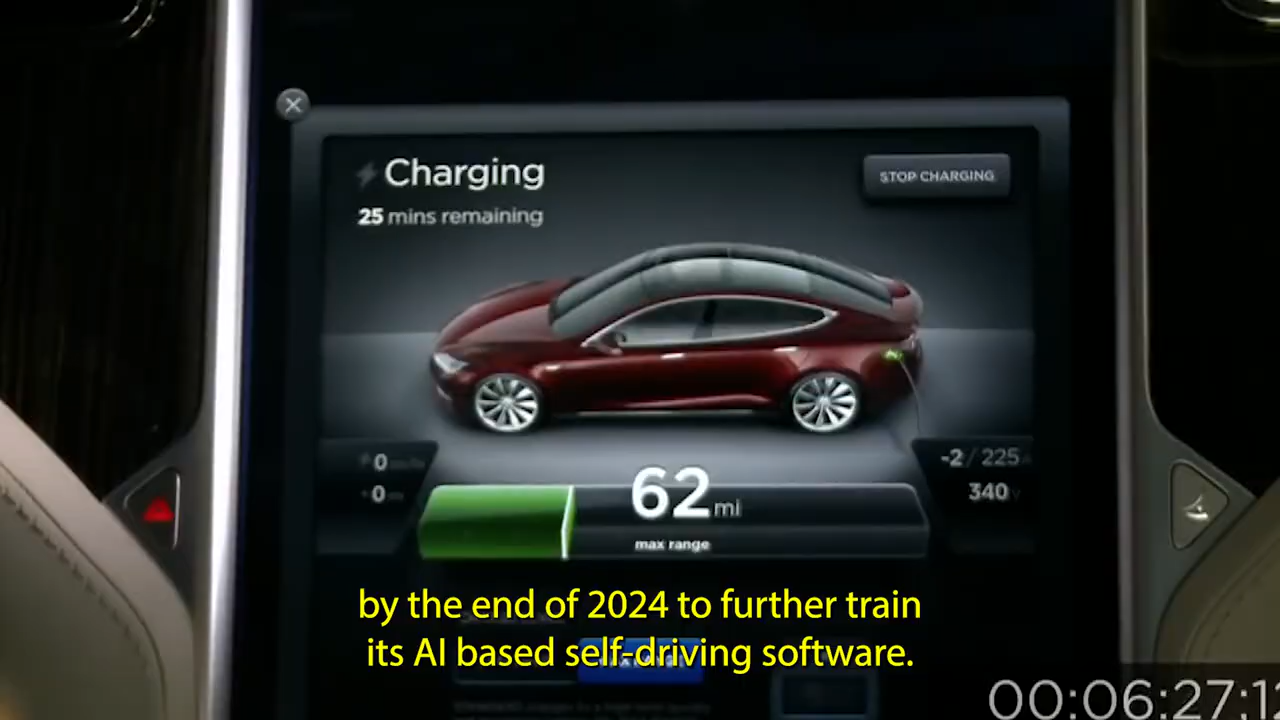 Charging
STOP CHARGING
25 mins remaining
0
0
-2 / 225
340
62 mi
max range
by the end of 2024 to further train
its AI based self-driving software.
00:06:27:12